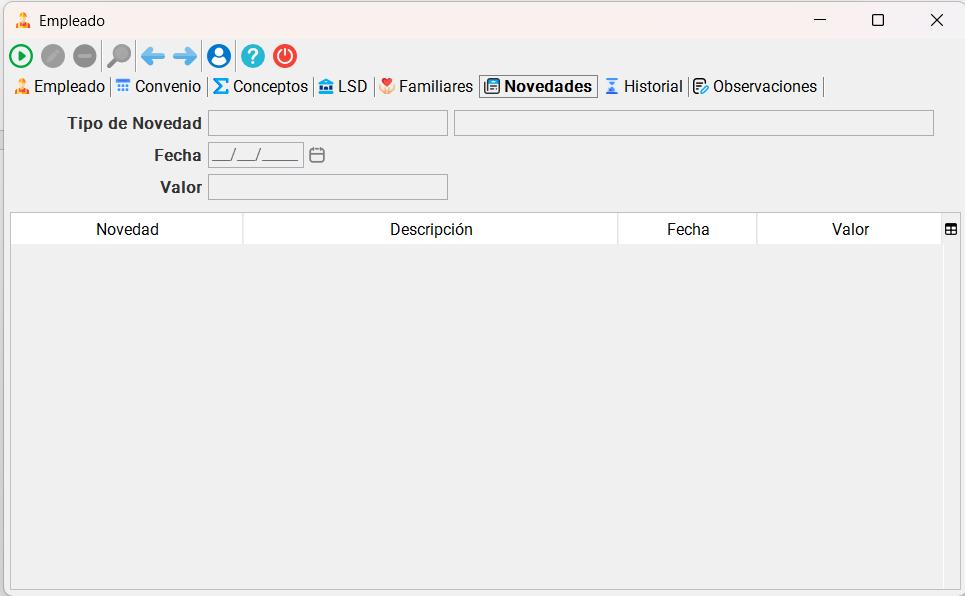 Empleado
Empleado Convenio Conceptos LSD Familiares Novedades Historial Observaciones
Tipo de Novedad
Fecha __/__/____
Valor
Novedad Descripción Fecha Valor